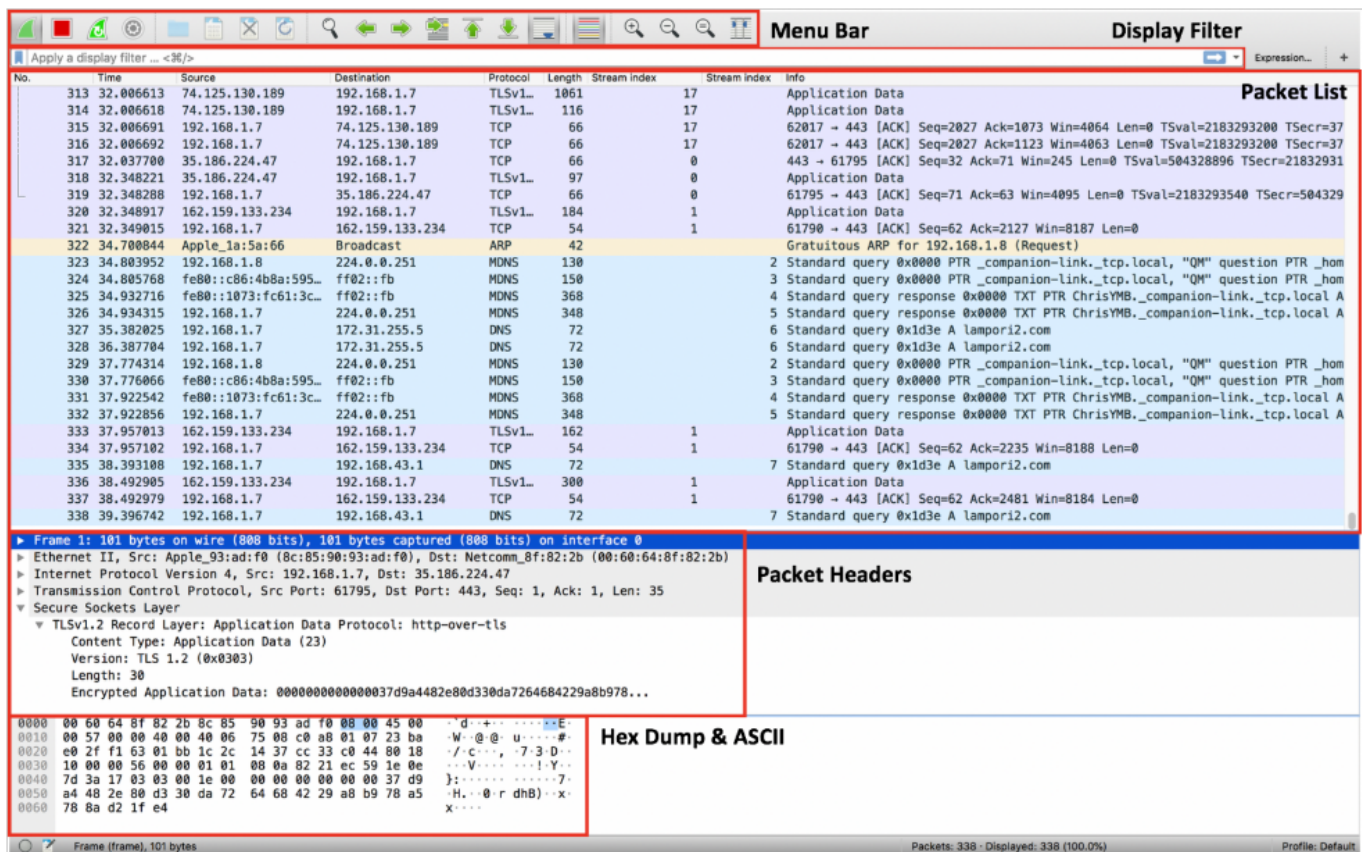 Menu Bar
Display Filter
Apply a display filter ... <⌘/>
Expression...
+
No. Time Source Destination Protocol Length Stream index Stream index Info
Packet List
313 32.006613 74.125.130.189 192.168.1.7 TLSv1… 1061 17 Application Data
314 32.006618 74.125.130.189 192.168.1.7 TLSv1… 116 17 Application Data
315 32.006691 192.168.1.7 74.125.130.189 TCP 66 17 62017 → 443 [ACK] Seq=2027 Ack=1073 Win=4064 Len=0 TSval=2183293200 TSecr=37
316 32.006692 192.168.1.7 74.125.130.189 TCP 66 17 62017 → 443 [ACK] Seq=2027 Ack=1123 Win=4063 Len=0 TSval=2183293200 TSecr=37
317 32.037700 35.186.224.47 192.168.1.7 TCP 66 0 443 → 61795 [ACK] Seq=32 Ack=71 Win=245 Len=0 TSval=504328896 TSecr=21832931
318 32.348221 35.186.224.47 192.168.1.7 TLSv1… 97 0 Application Data
319 32.348288 192.168.1.7 35.186.224.47 TCP 66 0 61795 → 443 [ACK] Seq=71 Ack=63 Win=4095 Len=0 TSval=2183293540 TSecr=504329
320 32.348917 162.159.133.234 192.168.1.7 TLSv1… 184 1 Application Data
321 32.349015 192.168.1.7 162.159.133.234 TCP 54 1 61790 → 443 [ACK] Seq=62 Ack=2127 Win=8187 Len=0
322 34.700844 Apple_1a:5a:66 Broadcast ARP 42 Gratuitous ARP for 192.168.1.8 (Request)
323 34.803952 192.168.1.8 224.0.0.251 MDNS 130 2 Standard query 0x0000 PTR _companion-link._tcp.local, "QM" question PTR _hom
324 34.805768 fe80::c86:4b8a:595… ff02::fb MDNS 150 3 Standard query 0x0000 PTR _companion-link._tcp.local, "QM" question PTR _hom
325 34.932716 fe80::1073:fc61:3c… ff02::fb MDNS 368 4 Standard query response 0x0000 TXT PTR ChrisYMB._companion-link._tcp.local A
326 34.934315 192.168.1.7 224.0.0.251 MDNS 348 5 Standard query response 0x0000 TXT PTR ChrisYMB._companion-link._tcp.local A
327 35.382025 192.168.1.7 172.31.255.5 DNS 72 6 Standard query 0x1d3e A lampori2.com
328 36.387704 192.168.1.7 172.31.255.5 DNS 72 6 Standard query 0x1d3e A lampori2.com
329 37.774314 192.168.1.8 224.0.0.251 MDNS 130 2 Standard query 0x0000 PTR _companion-link._tcp.local, "QM" question PTR _hom
330 37.776066 fe80::c86:4b8a:595… ff02::fb MDNS 150 3 Standard query 0x0000 PTR _companion-link._tcp.local, "QM" question PTR _hom
331 37.922542 fe80::1073:fc61:3c… ff02::fb MDNS 368 4 Standard query response 0x0000 TXT PTR ChrisYMB._companion-link._tcp.local A
332 37.922856 192.168.1.7 224.0.0.251 MDNS 348 5 Standard query response 0x0000 TXT PTR ChrisYMB._companion-link._tcp.local A
333 37.957013 162.159.133.234 192.168.1.7 TLSv1… 162 1 Application Data
334 37.957102 192.168.1.7 162.159.133.234 TCP 54 1 61790 → 443 [ACK] Seq=62 Ack=2235 Win=8188 Len=0
335 38.393108 192.168.1.7 192.168.43.1 DNS 72 7 Standard query 0x1d3e A lampori2.com
336 38.492905 162.159.133.234 192.168.1.7 TLSv1… 300 1 Application Data
337 38.492979 192.168.1.7 162.159.133.234 TCP 54 1 61790 → 443 [ACK] Seq=62 Ack=2481 Win=8184 Len=0
338 39.396742 192.168.1.7 192.168.43.1 DNS 72 7 Standard query 0x1d3e A lampori2.com
Frame 1: 101 bytes on wire (808 bits), 101 bytes captured (808 bits) on interface 0
Ethernet II, Src: Apple_93:ad:f0 (8c:85:90:93:ad:f0), Dst: Netcomm_8f:82:2b (00:60:64:8f:82:2b)
Internet Protocol Version 4, Src: 192.168.1.7, Dst: 35.186.224.47
Packet Headers
Transmission Control Protocol, Src Port: 61795, Dst Port: 443, Seq: 1, Ack: 1, Len: 35
Secure Sockets Layer
TLSv1.2 Record Layer: Application Data Protocol: http-over-tls
Content Type: Application Data (23)
Version: TLS 1.2 (0x0303)
Length: 30
Encrypted Application Data: 0000000000000037d9a4482e80d330da7264684229a8b978...
0000 00 60 64 8f 82 2b 8c 85 90 93 ad f0 08 00 45 00 ·`d··+·· ······E·
0010 00 57 00 00 40 00 40 06 75 08 c0 a8 01 07 23 ba ·W··@·@· u·····#·
0020 e0 2f f1 63 01 bb 1c 2c 14 37 cc 33 c0 44 80 18 ·/·c···, ·7·3·D··
0030 10 00 00 56 00 00 01 01 08 0a 82 21 ec 59 1e 0e ···V···· ···!·Y··
0040 7d 3a 17 03 03 00 1e 00 00 00 00 00 00 00 37 d9 }:······ ······7·
0050 a4 48 2e 80 d3 30 da 72 64 68 42 29 a8 b9 78 a5 ·H.··0·r dhB)··x·
0060 78 8a d2 1f e4 x····
Hex Dump & ASCII
Frame (frame), 101 bytes
Packets: 338 · Displayed: 338 (100.0%)
Profile: Default